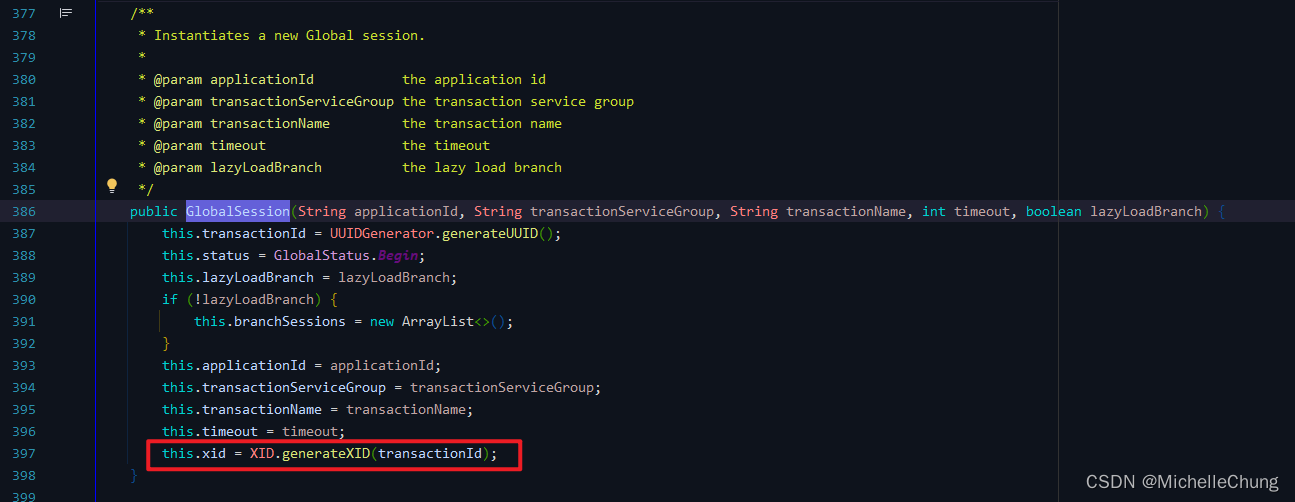 377 /**
378 * Instantiates a new Global session.
379 *
380 * @param applicationId the application id
381 * @param transactionServiceGroup the transaction service group
382 * @param transactionName the transaction name
383 * @param timeout the timeout
384 * @param lazyLoadBranch the lazy load branch
385 */
386 public GlobalSession(String applicationId, String transactionServiceGroup, String transactionName, int timeout, boolean lazyLoadBranch) {
387 this.transactionId = UUIDGenerator.generateUUID();
388 this.status = GlobalStatus.Begin;
389 this.lazyLoadBranch = lazyLoadBranch;
390 if (!lazyLoadBranch) {
391 this.branchSessions = new ArrayList<>();
392 }
393 this.applicationId = applicationId;
394 this.transactionServiceGroup = transactionServiceGroup;
395 this.transactionName = transactionName;
396 this.timeout = timeout;
397 this.xid = XID.generateXID(transactionId);
398 }
399
CSDN @MichelleChung